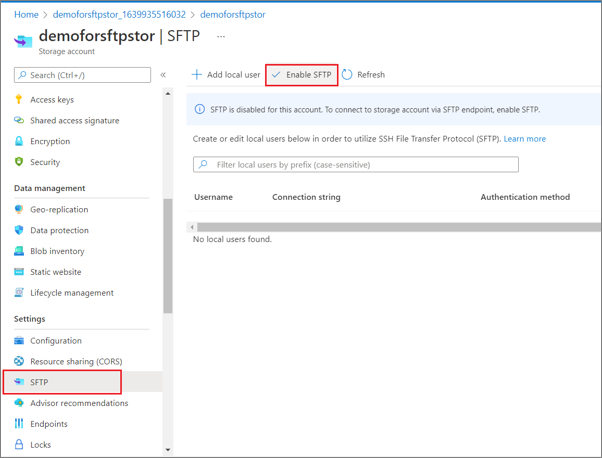 Home > demoforsftpstor_1639935516032 > demoforsftpstor
demoforsftpstor | SFTP ...
Storage account
Search (Ctrl+/) «
Add local user Enable SFTP Refresh
Access keys
Shared access signature
Encryption
Security
Data management
Geo-replication
Data protection
Blob inventory
Static website
Lifecycle management
Settings
Configuration
Resource sharing (CORS)
SFTP
Advisor recommendations
Endpoints
Locks
SFTP is disabled for this account. To connect to storage account via SFTP endpoint, enable SFTP.
Create or edit local users below in order to utilize SSH File Transfer Protocol (SFTP). Learn more
Filter local users by prefix (case-sensitive)
Username Connection string Authentication method
No local users found.